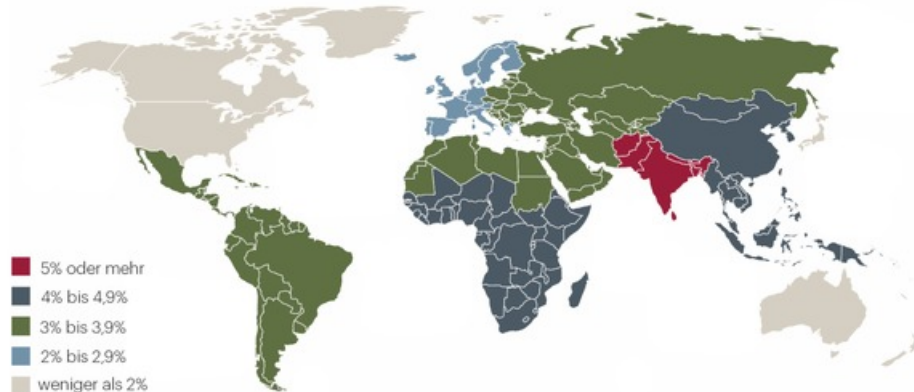 5% oder mehr
4% bis 4,9%
3% bis 3,9%
2% bis 2,9%
weniger als 2%